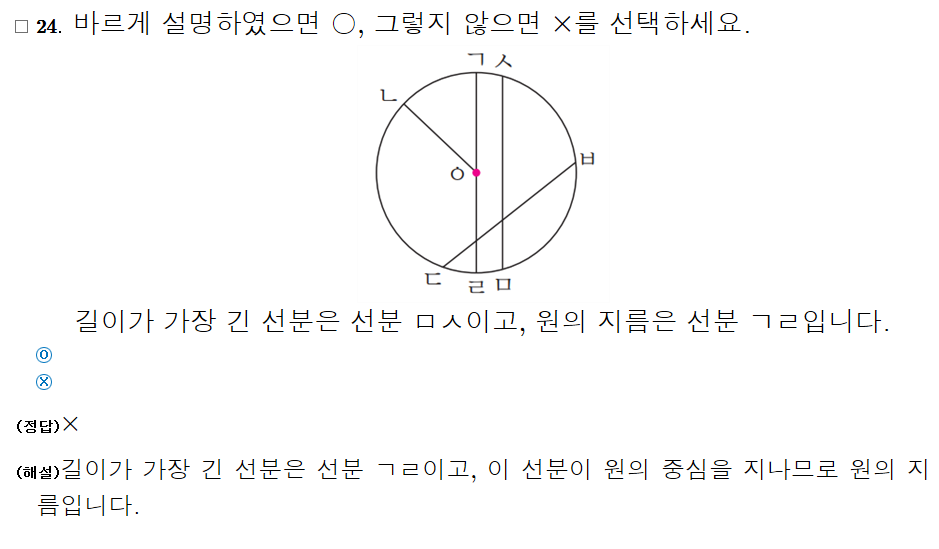 □ 24. 바르게 설명하였으면 ○, 그렇지 않으면 ×를 선택하세요.
ㄱ ㅅ
ㄴ
ㅂ
ㅇ
ㄷ
ㄹ ㅁ
길이가 가장 긴 선분은 선분 ㅁㅅ이고, 원의 지름은 선분 ㄱㄹ입니다.
Ⓞ
ⓧ
(정답)×
(해설)길이가 가장 긴 선분은 선분 ㄱㄹ이고, 이 선분이 원의 중심을 지나므로 원의 지
름입니다.